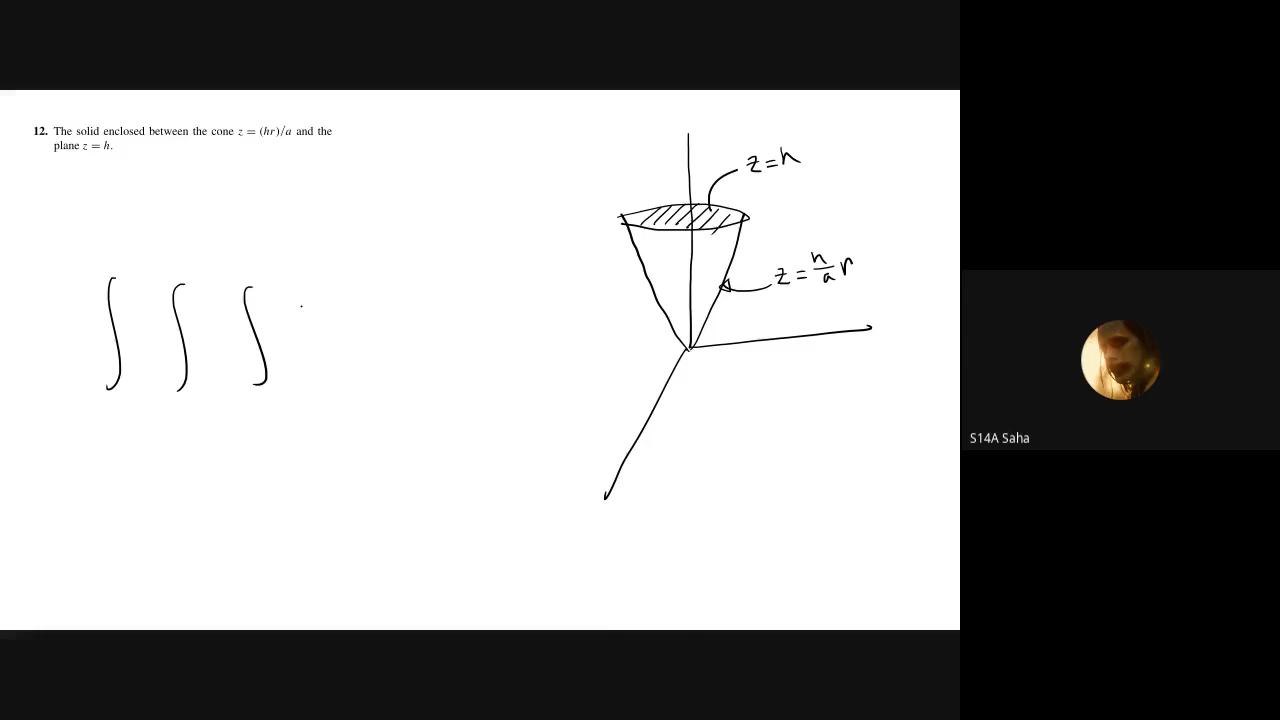 12. The solid enclosed between the cone z = (hr)/a and the
plane z = h.
z=h
z = h/a r
∫ ∫ ∫
S14A Saha